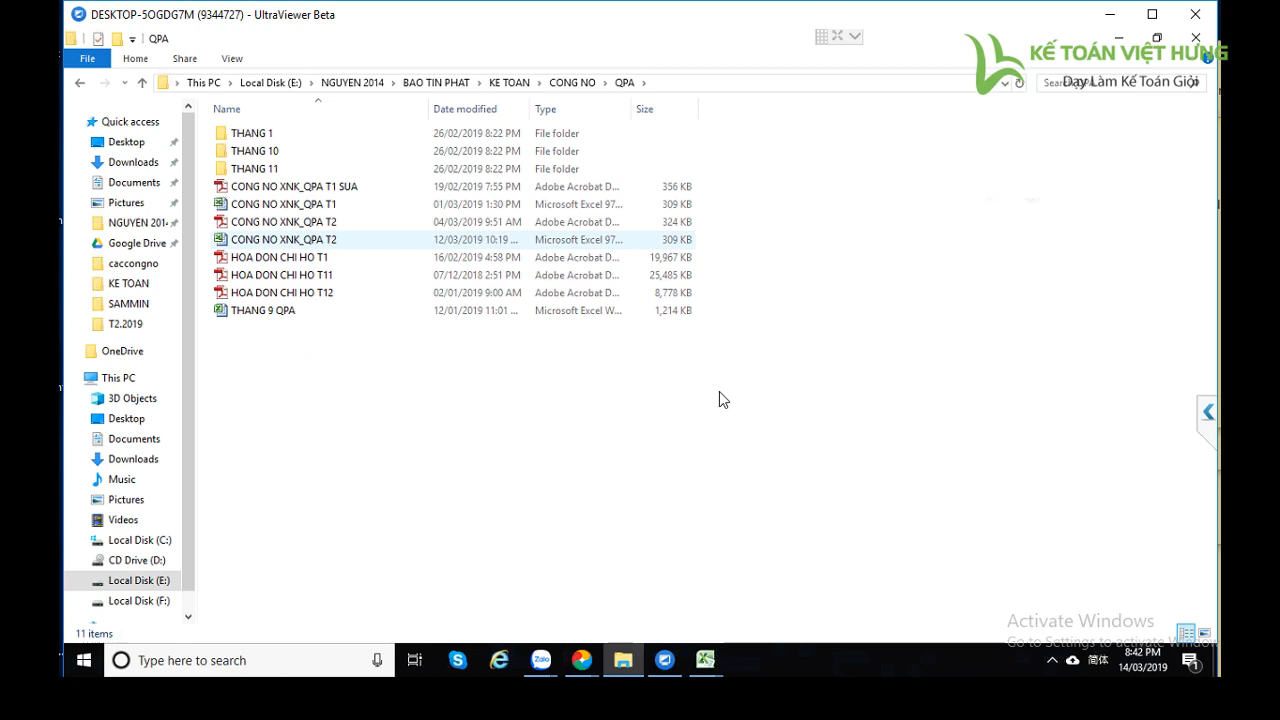 DESKTOP-5OGDG7M (9344727) - UltraViewer Beta
QPA
KẾ TOÁN VIỆT HƯNG
Dạy Làm Kế Toán Giỏi
File Home Share View
This PC Local Disk (E:) NGUYEN 2014 BAO TIN PHAT KE TOAN CONG NO QPA
Name Date modified Type Size
THANG 1 26/02/2019 8:22 PM File folder
THANG 10 26/02/2019 8:22 PM File folder
THANG 11 26/02/2019 8:22 PM File folder
CONG NO XNK_QPA T1 SUA 19/02/2019 7:55 PM Adobe Acrobat D... 356 KB
CONG NO XNK_QPA T1 01/03/2019 1:30 PM Microsoft Excel 97... 309 KB
CONG NO XNK_QPA T2 04/03/2019 9:51 AM Adobe Acrobat D... 324 KB
CONG NO XNK_QPA T2 12/03/2019 10:19 ... Microsoft Excel 97... 309 KB
HOA DON CHI HO T1 16/02/2019 4:58 PM Adobe Acrobat D... 19,967 KB
HOA DON CHI HO T11 07/12/2018 2:51 PM Adobe Acrobat D... 25,485 KB
HOA DON CHI HO T12 02/01/2019 9:00 AM Adobe Acrobat D... 8,778 KB
THANG 9 QPA 12/01/2019 11:01 ... Microsoft Excel W... 1,214 KB
Quick access
Desktop
Downloads
Documents
Pictures
NGUYEN 2014
Google Drive
caccongno
KE TOAN
SAMMIN
T2.2019
OneDrive
This PC
3D Objects
Desktop
Documents
Downloads
Music
Pictures
Videos
Local Disk (C:)
CD Drive (D:)
Local Disk (E:)
Local Disk (F:)
11 items
Activate Windows
Go to Settings to activate Windows
Type here to search
Zalo
简体
8:42 PM
14/03/2019
1